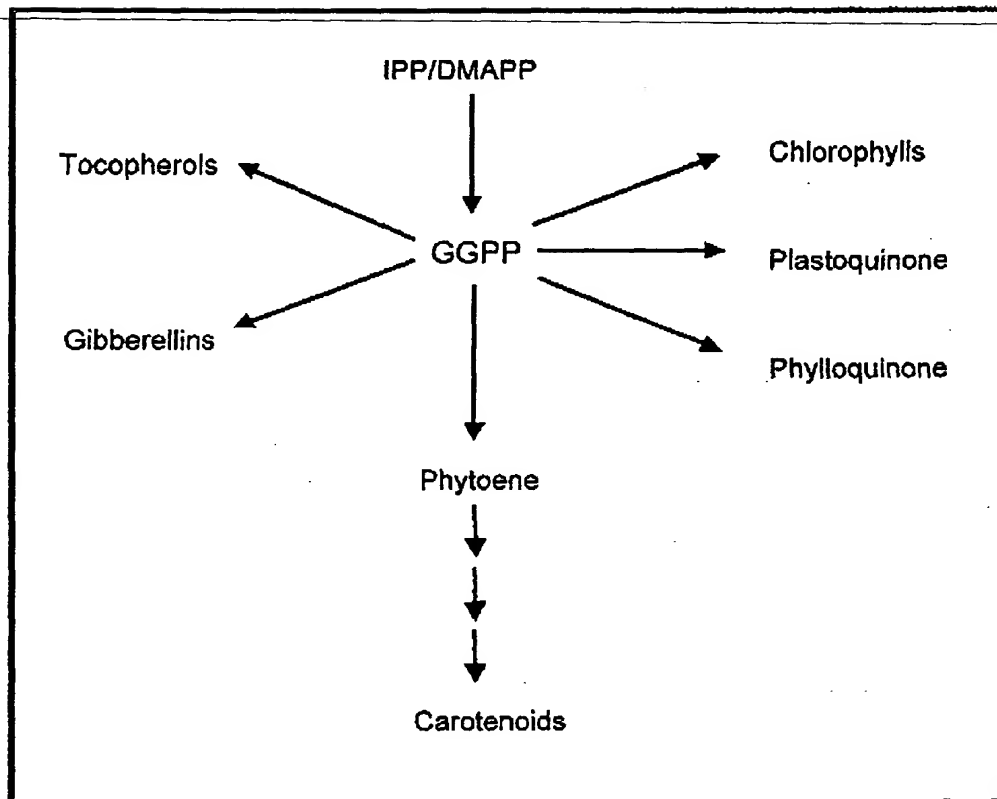 IPP/DMAPP
Tocopherols
Chlorophylls
GGPP
Plastoquinone
Gibberellins
Phylloquinone
Phytoene
Carotenoids